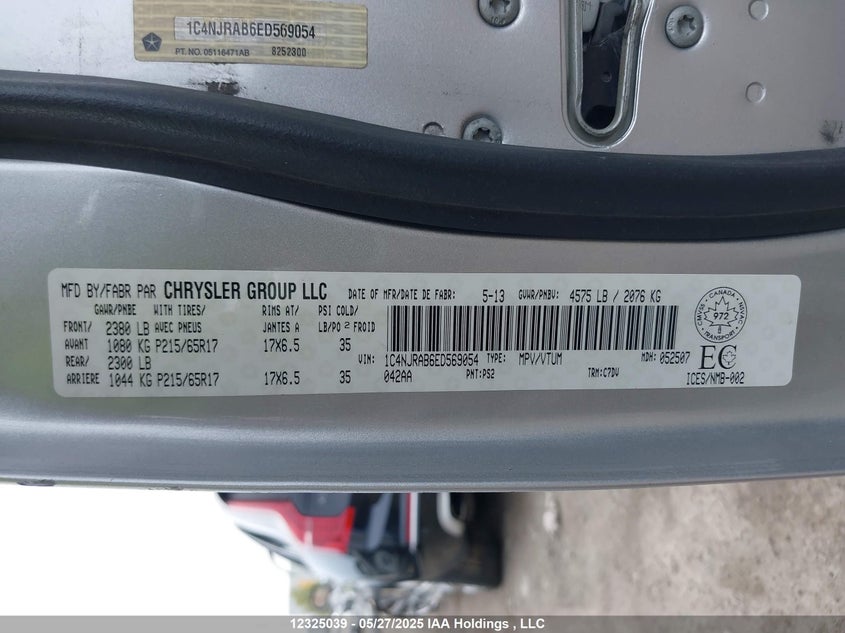 1C4NJRAB6ED569054
PT. NO. 05116471AB 8252300
MFD BY/FABR PAR CHRYSLER GROUP LLC DATE OF MFR/DATE DE FABR: 5-13 GVWR/PNBV: 4575 LB / 2076 KG
GAWR/PNBE WITH TIRES/ RIMS AT/ PSI COLD/
FRONT/ 2380 LB AVEC PNEUS JANTES A LB/PO 2 FROID
AVANT 1080 KG P215/65R17 17X6.5 35
REAR/ 2300 LB
ARRIERE 1044 KG P215/65R17 17X6.5 35
VIN: 1C4NJRAB6ED569054 TYPE: MPV/VTUM MDH: 052507
042AA PNT:PS2 TRM:C7DV
CANADA
972
TRANSPORT
EC
ICES/NMB-002
12325039 - 05/27/2025 IAA Holdings , LLC